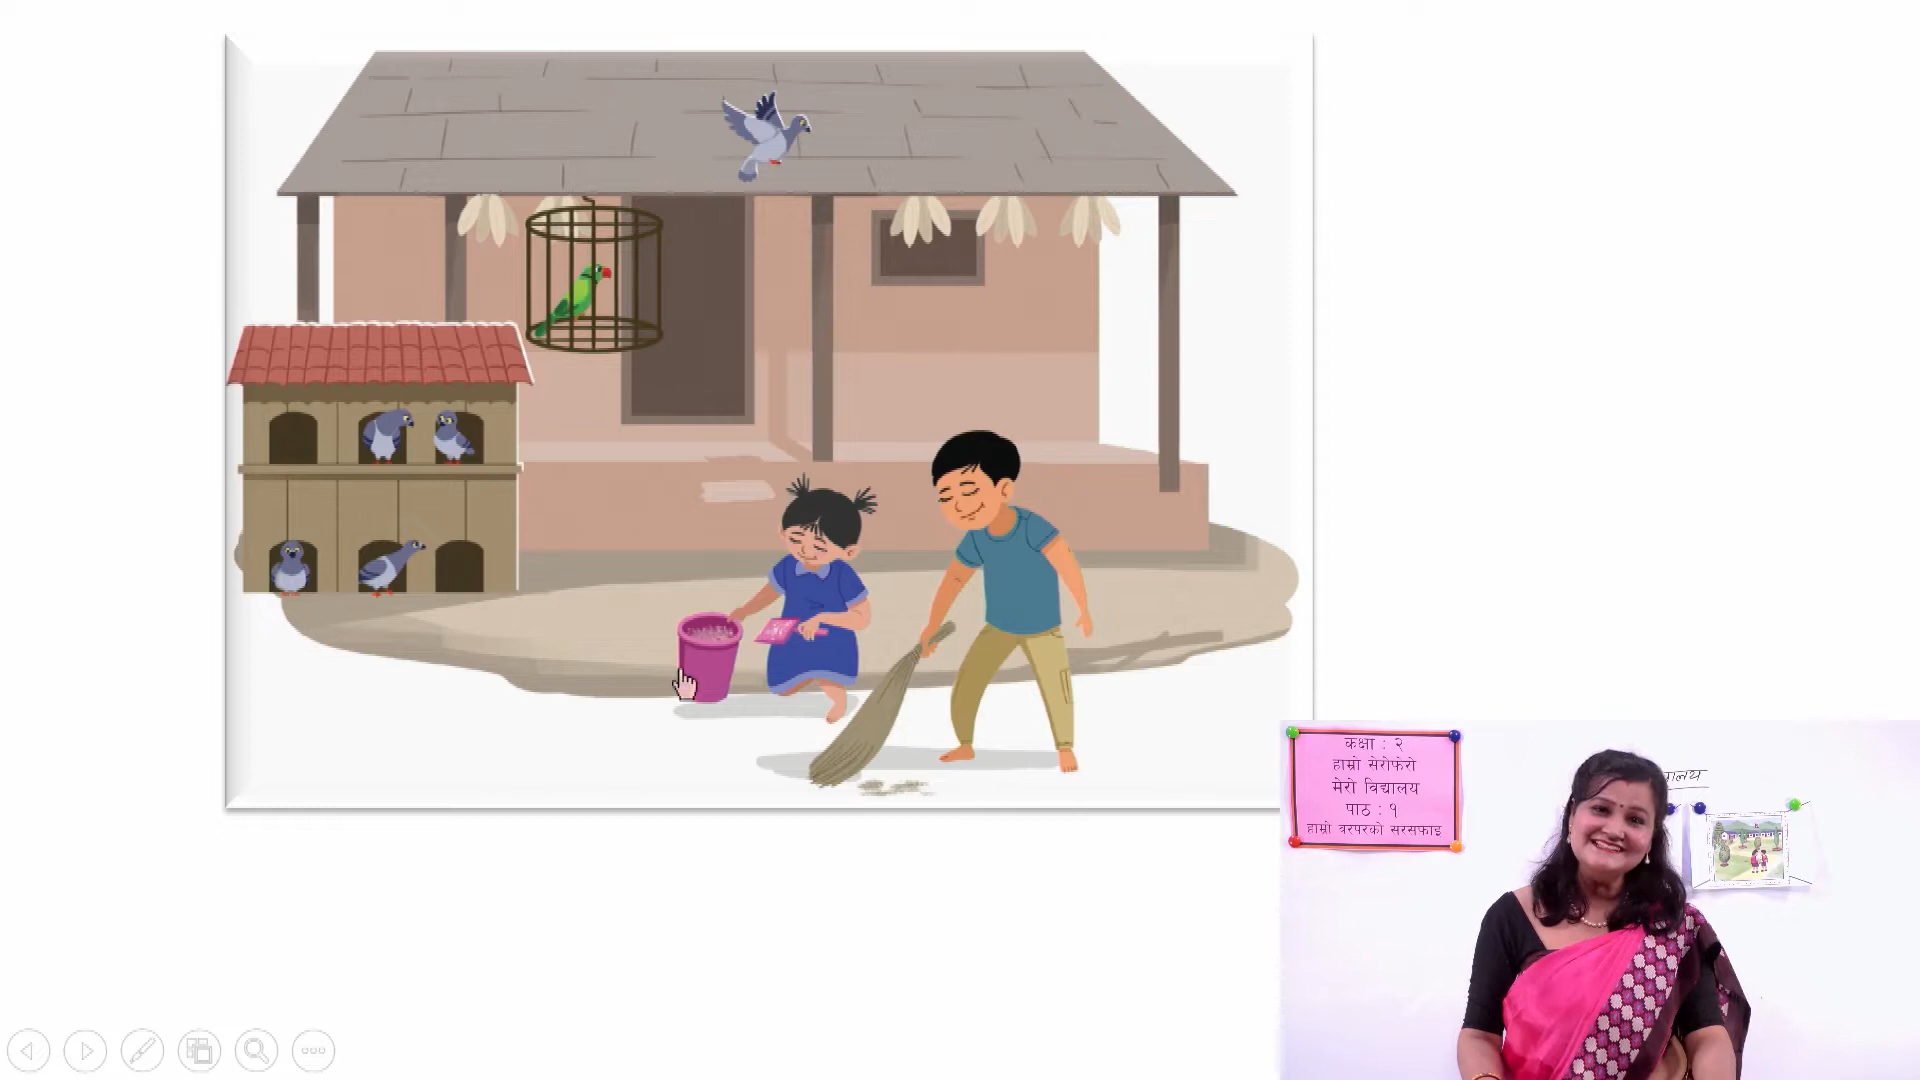 कक्षा : २
हाम्रो सेरोफेरो
मेरो विद्यालय
पाठ : १
हाम्रो वरपरको सरसफाइ